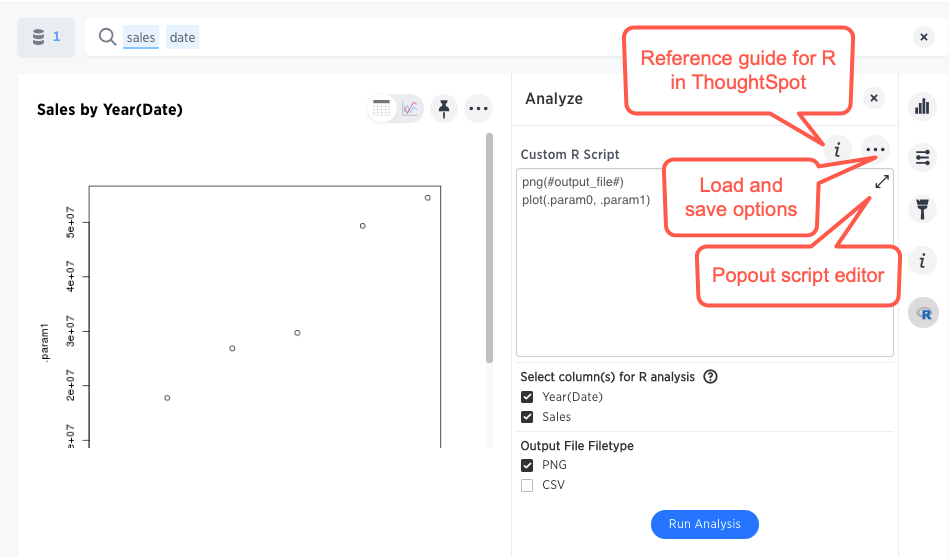 1
sales date
Reference guide for R
in ThoughtSpot
Sales by Year(Date)
Analyze
Custom R Script
i
png(#output_file#)
plot(.param0, .param1)
Load and
save options
Popout script editor
i
R
5e+07
4e+07
3e+07
2e+07
e+07
.param1
Select column(s) for R analysis ?
Year(Date)
Sales
Output File Filetype
PNG
CSV
Run Analysis